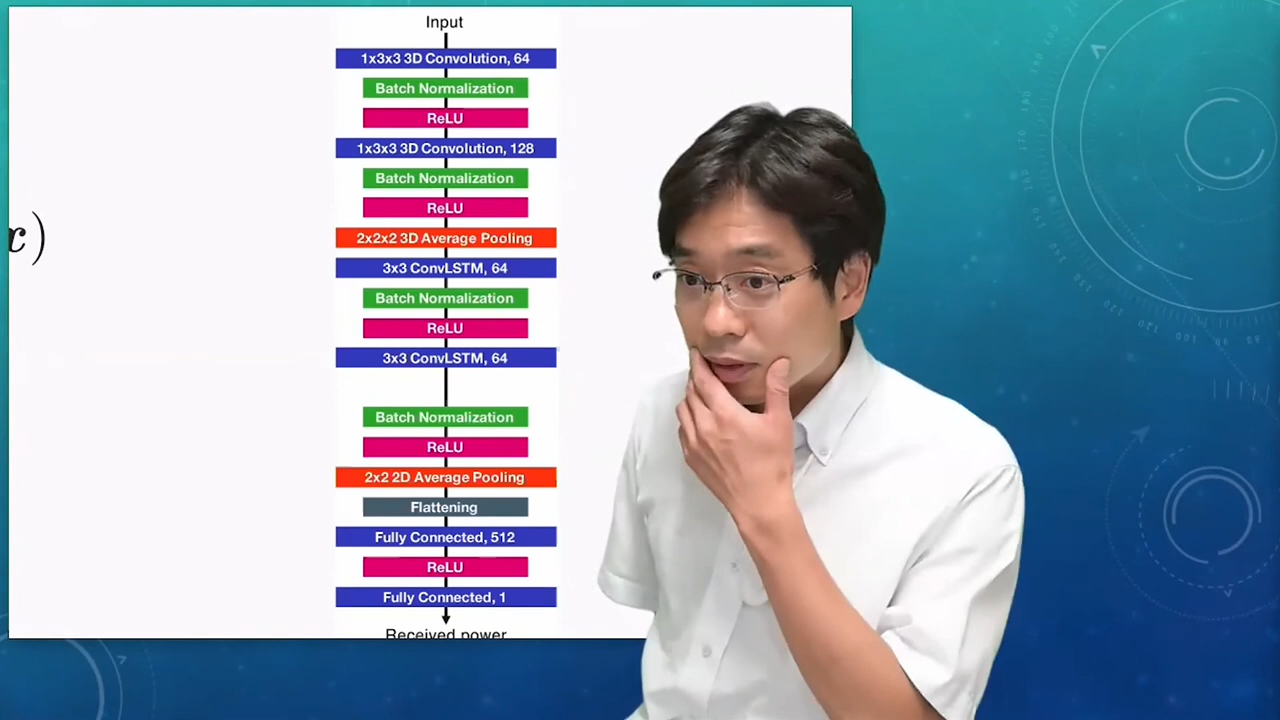 Input
1x3x3 3D Convolution, 64
Batch Normalization
ReLU
1x3x3 3D Convolution, 128
Batch Normalization
ReLU
2x2x2 3D Average Pooling
x)
3x3 ConvLSTM, 64
Batch Normalization
ReLU
3x3 ConvLSTM, 64
Batch Normalization
ReLU
2x2 2D Average Pooling
Flattening
Fully Connected, 512
ReLU
Fully Connected, 1
Received power